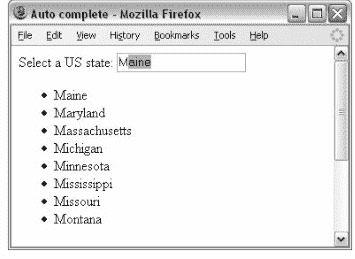 Auto complete - Mozilla Firefox
File Edit View History Bookmarks Tools Help
Select a US state: Maine
• Maine
• Maryland
• Massachusetts
• Michigan
• Minnesota
• Mississippi
• Missouri
• Montana